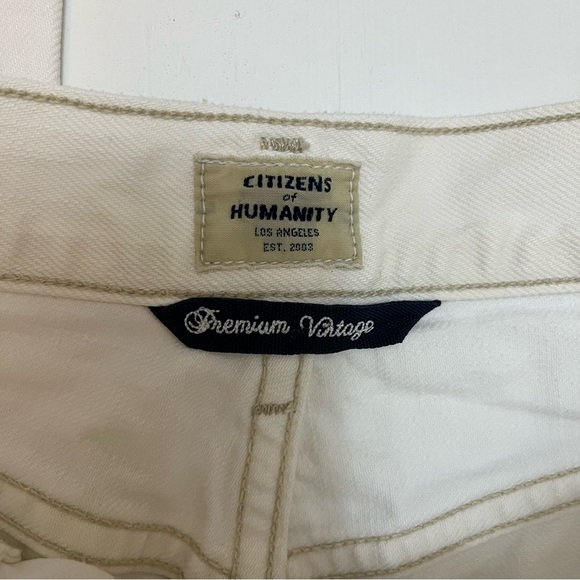 CITIZENS
of
HUMANITY
LOS ANGELES
EST. 2003
Premium Vintage